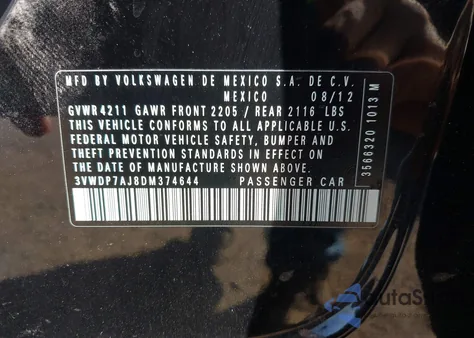 MFD BY VOLKSWAGEN DE MEXICO S.A. DE C.V.
MEXICO 08/12
GVWR 4211 GAWR FRONT 2205 / REAR 2116 LBS
THIS VEHICLE CONFORMS TO ALL APPLICABLE
FEDERAL MOTOR VEHICLE SAFETY, BUMPER AND
THEFT PREVENTION STANDARDS IN EFFECT ON
THE DATE OF MANUFACTURE SHOWN ABOVE.
3VWDP7AJ8DM374644 PASSENGER CAR
3566320 1013 M